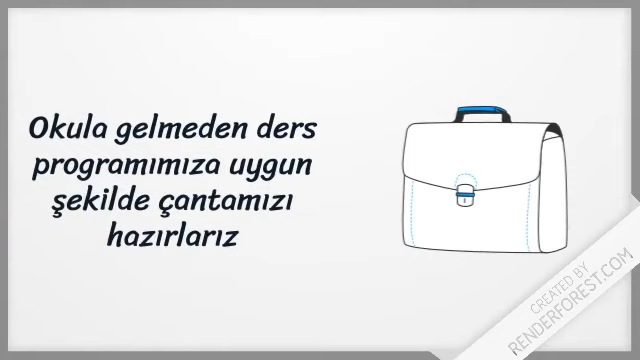 Okula gelmeden ders
programımıza uygun
şekilde çantamızı
hazırlarız
CREATED BY
RENDERFOREST.COM